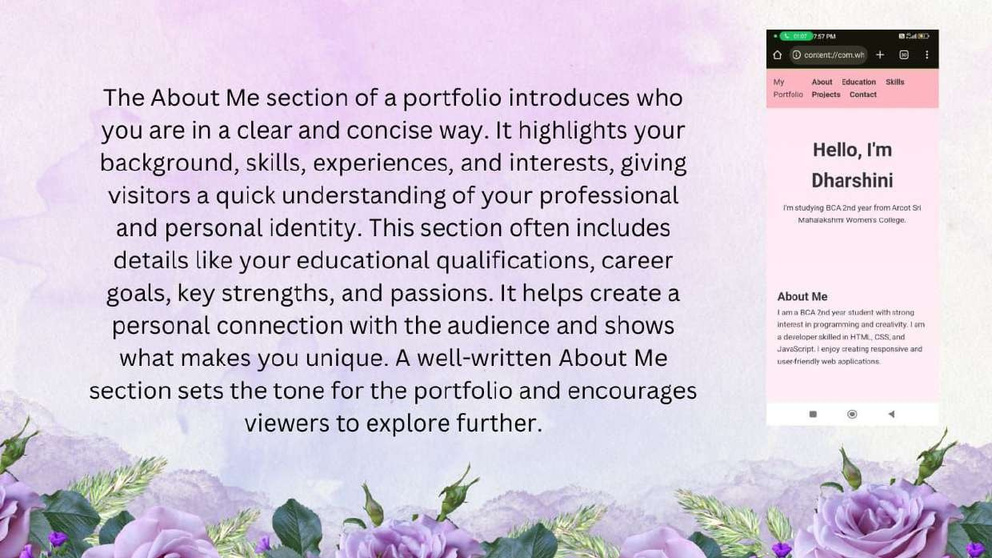 The About Me section of a portfolio introduces who
you are in a clear and concise way. It highlights your
background, skills, experiences, and interests, giving
visitors a quick understanding of your professional
and personal identity. This section often includes
details like your educational qualifications, career
goals, key strengths, and passions. It helps create a
personal connection with the audience and shows
what makes you unique. A well-written About Me
section sets the tone for the portfolio and encourages
viewers to explore further.
01:07 7:57 PM
content://com.wh
My About Education Skills
Portfolio Projects Contact
Hello, I'm
Dharshini
I'm studying BCA 2nd year from Arcot Sri
Mahalakshmi Women's College.
About Me
I am a BCA 2nd year student with strong
interest in programming and creativity. I am
a developer skilled in HTML, CSS, and
JavaScript. I enjoy creating responsive and
user-friendly web applications.